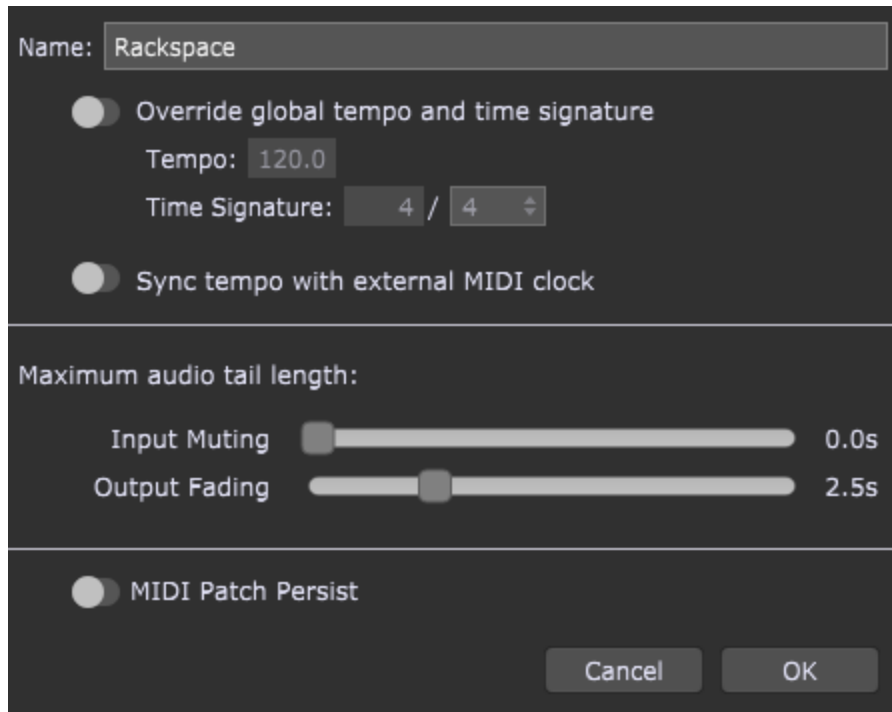 Name: Rackspace
Override global tempo and time signature
Tempo: 120.0
Time Signature: 4 / 4
Sync tempo with external MIDI clock
Maximum audio tail length:
Input Muting 0.0s
Output Fading 2.5s
MIDI Patch Persist
Cancel OK